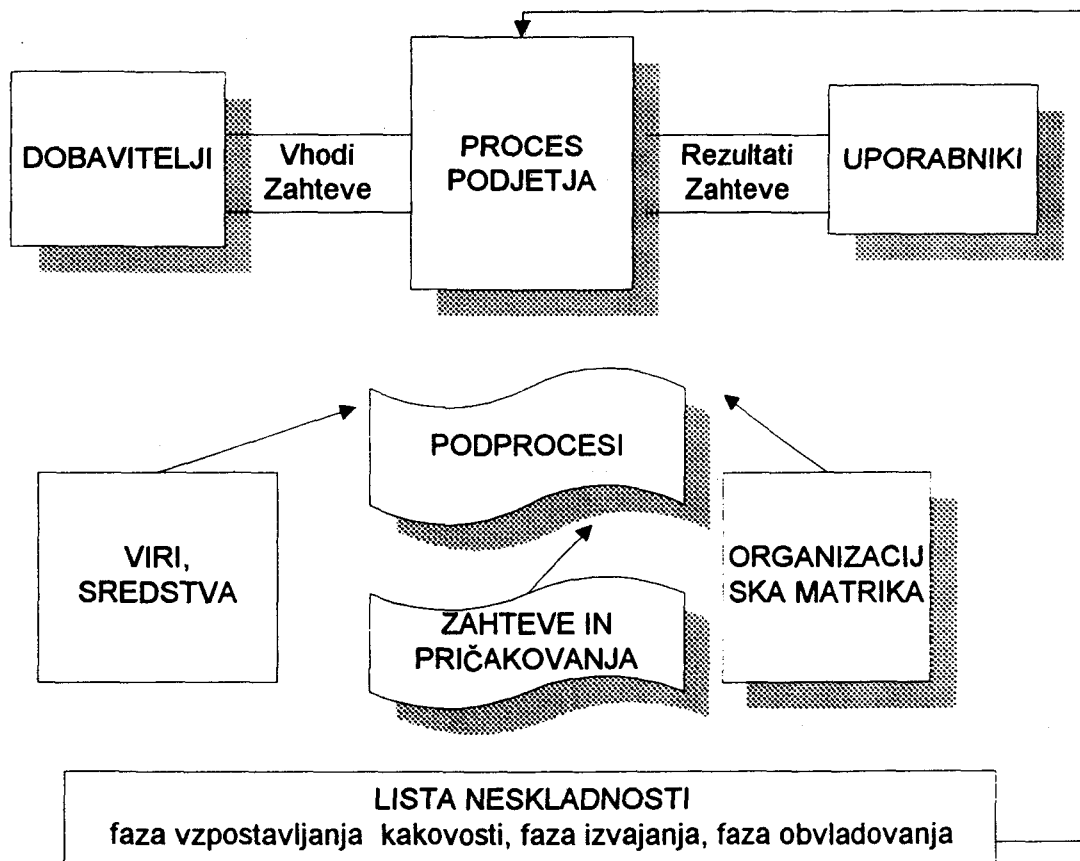 DOBAVITELJI
Vhodi
Zahteve
PROCES
PODJETJA
Rezultati
Zahteve
UPORABNIKI
PODPROCESI
VIRI,
SREDSTVA
ZAHTEVE IN
PRIČAKOVANJA
ORGANIZACIJ
SKA MATRIKA
LISTA NESKLADNOSTI
faza vzpostavljanja kakovosti, faza izvajanja, faza obvladovanja